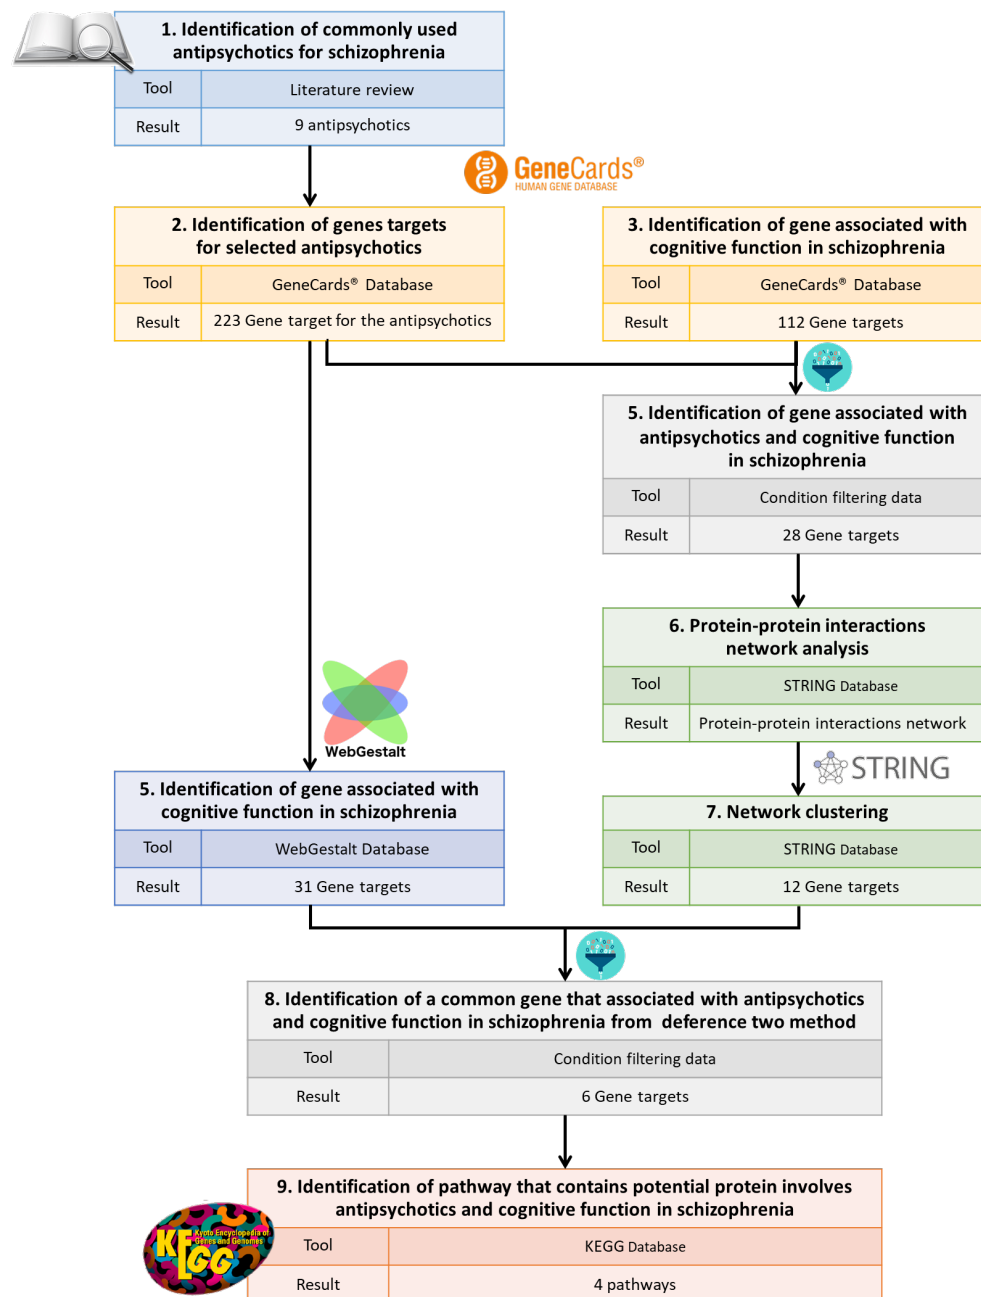 1. Identification of commonly used
antipsychotics for schizophrenia
Tool Literature review
Result 9 antipsychotics
GeneCards®
HUMAN GENE DATABASE
2. Identification of genes targets
for selected antipsychotics
Tool GeneCards® Database
Result 223 Gene target for the antipsychotics
3. Identification of gene associated with
cognitive function in schizophrenia
Tool GeneCards® Database
Result 112 Gene targets
5. Identification of gene associated with
antipsychotics and cognitive function
in schizophrenia
Tool Condition filtering data
Result 28 Gene targets
6. Protein-protein interactions
network analysis
Tool STRING Database
Result Protein-protein interactions network
WebGestalt
STRING
5. Identification of gene associated with
cognitive function in schizophrenia
Tool WebGestalt Database
Result 31 Gene targets
7. Network clustering
Tool STRING Database
Result 12 Gene targets
8. Identification of a common gene that associated with antipsychotics
and cognitive function in schizophrenia from deference two method
Tool Condition filtering data
Result 6 Gene targets
9. Identification of pathway that contains potential protein involves
antipsychotics and cognitive function in schizophrenia
Tool KEGG Database
Result 4 pathways
KEGG
Kyoto Encyclopedia of
Genes and Genomes